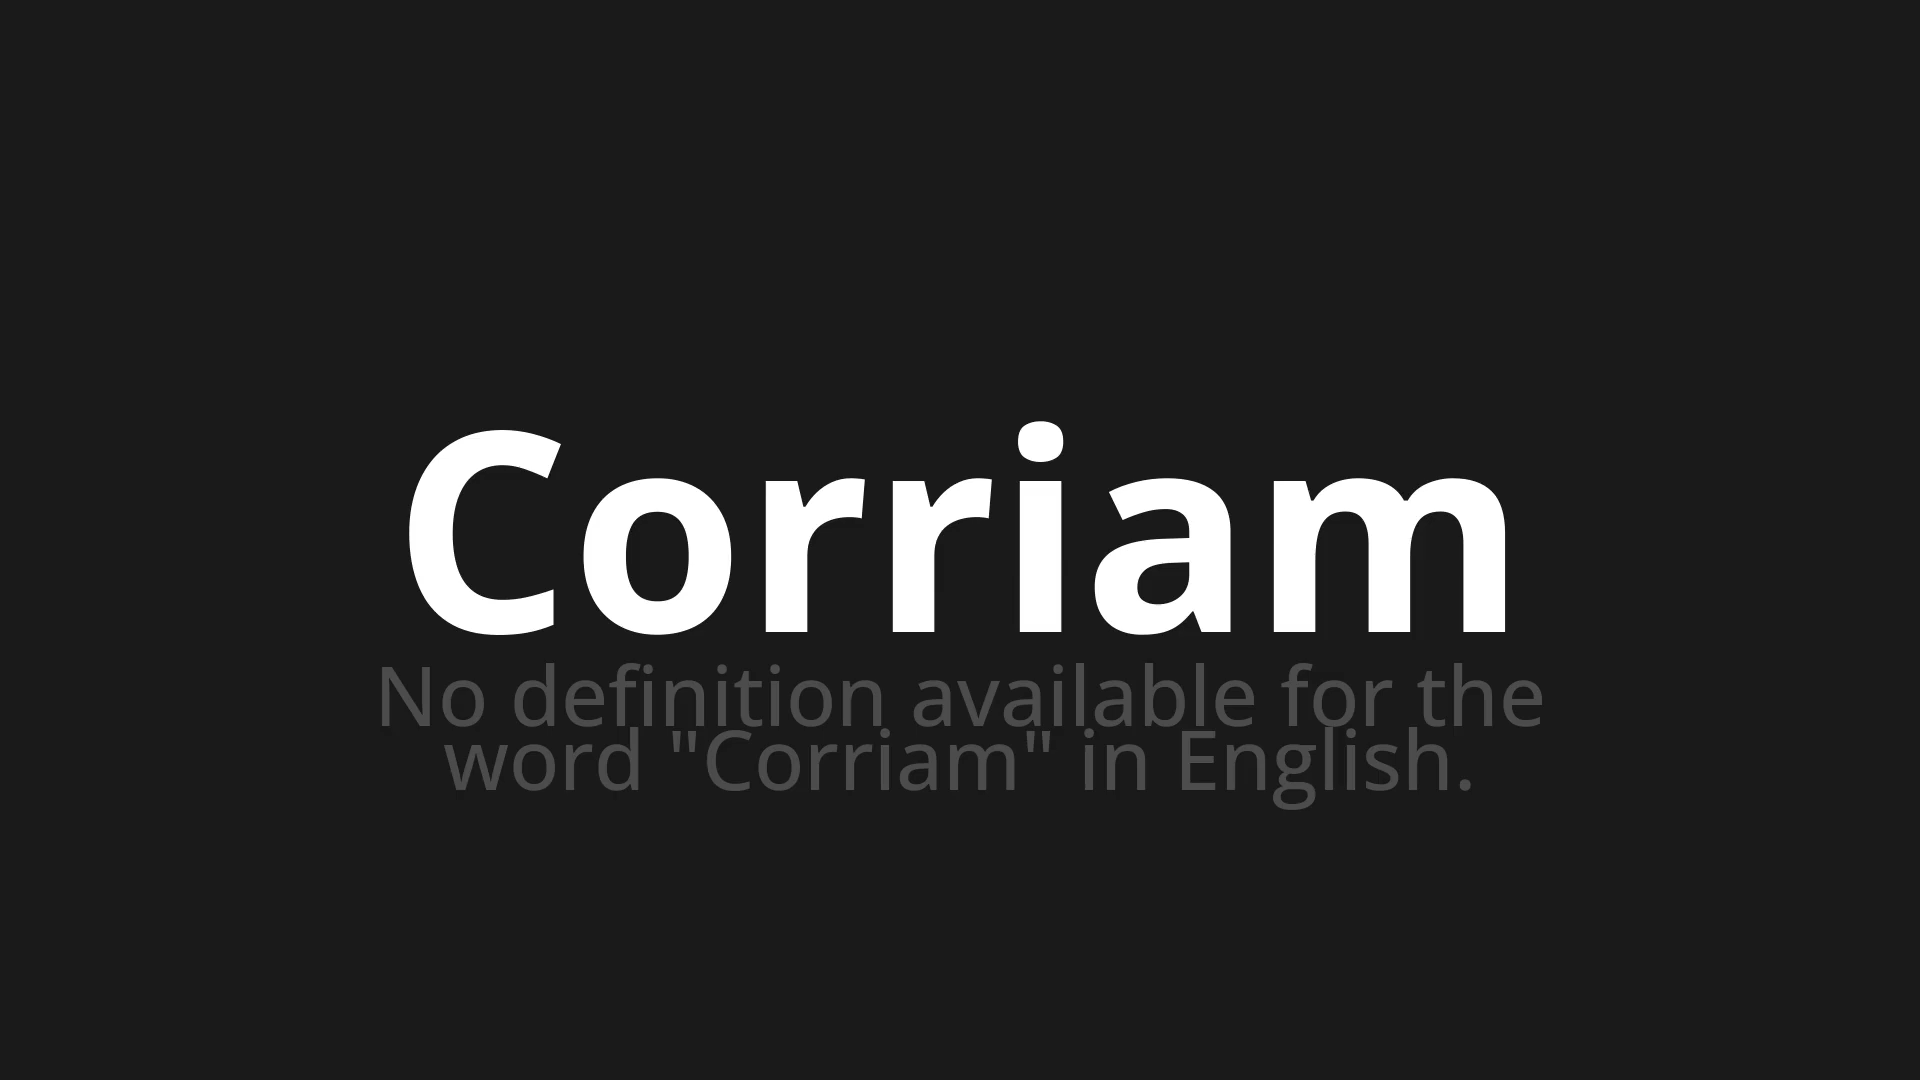 Corriam
No definition available for the
word "Corriam" in English.